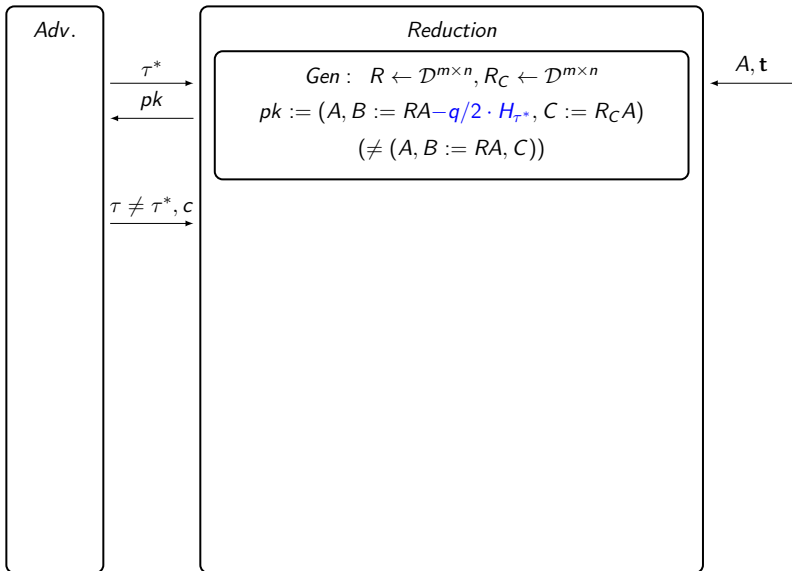 Adv.
Reduction
Gen : R ← 𝒟^{m×n}, R_C ← 𝒟^{m×n}
pk := (A, B := RA−q/2 · H_{τ*}, C := R_C A)
(≠ (A, B := RA, C))
τ*
pk
A, t
τ ≠ τ*, c